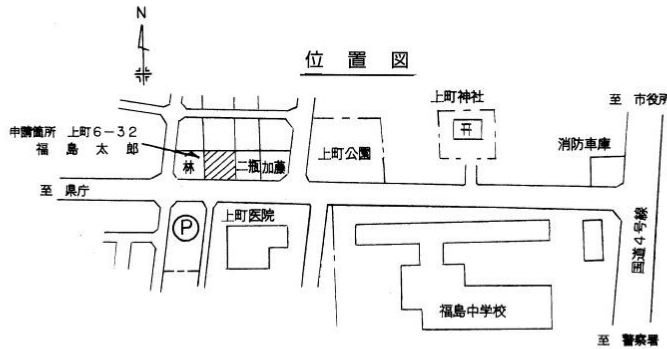 N
位置図
至 市役所
上町神社
申請箇所 上町6-32
福島太郎
消防車庫
上町公園
林
二瓶
加藤
至 県庁
上町医院
P
国道4号線
福島中学校
至 警察署